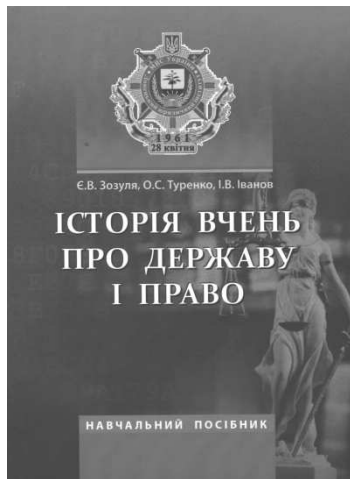 1961
28 квітня
Є.В. Зозуля, О.С. Туренко, І.В. Іванов
ІСТОРІЯ ВЧЕНЬ
ПРО ДЕРЖАВУ
І ПРАВО
НАВЧАЛЬНИЙ ПОСІБНИК